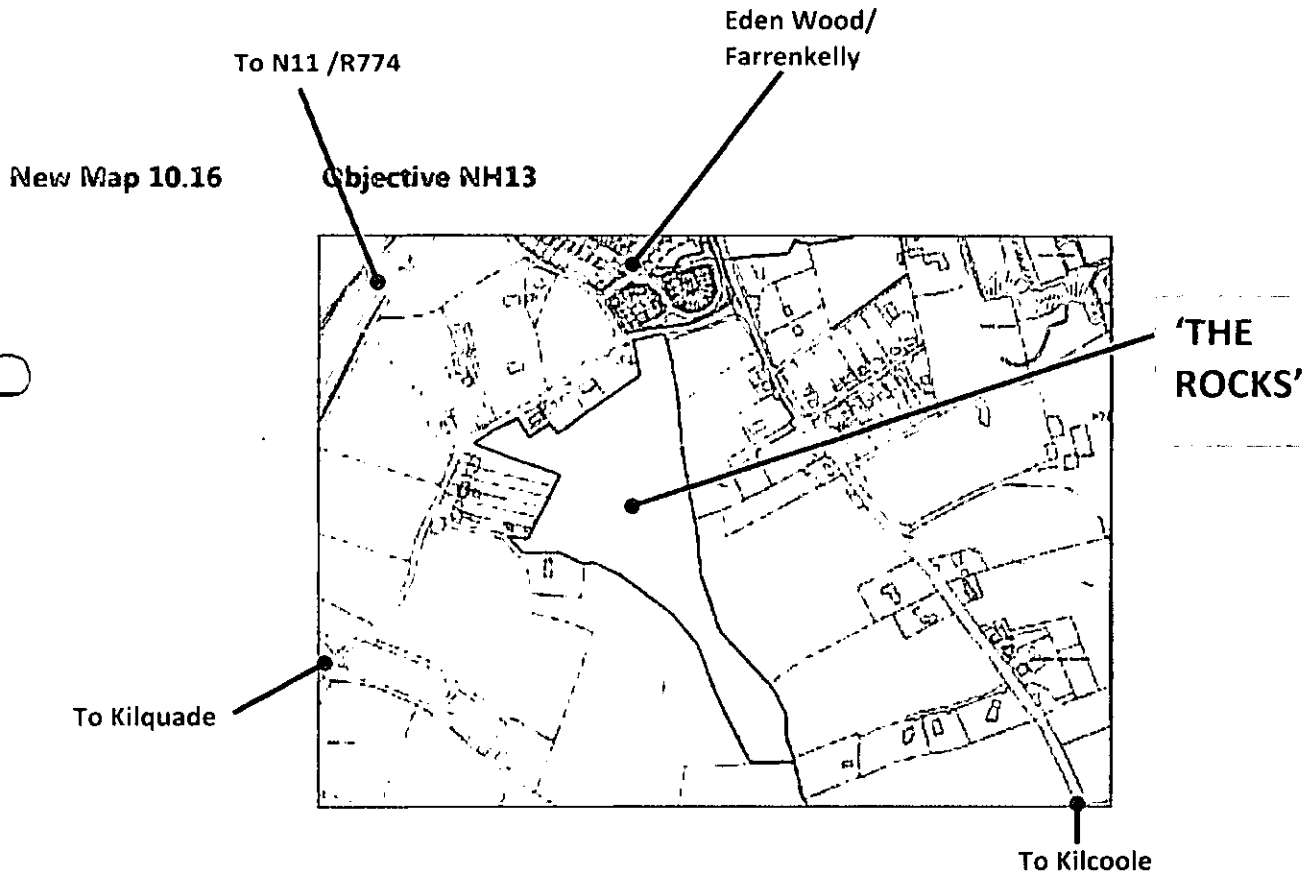 Eden Wood/
Farrenkelly
To N11 /R774
New Map 10.16 Objective NH13
'THE
ROCKS'
To Kilquade
To Kilcoole